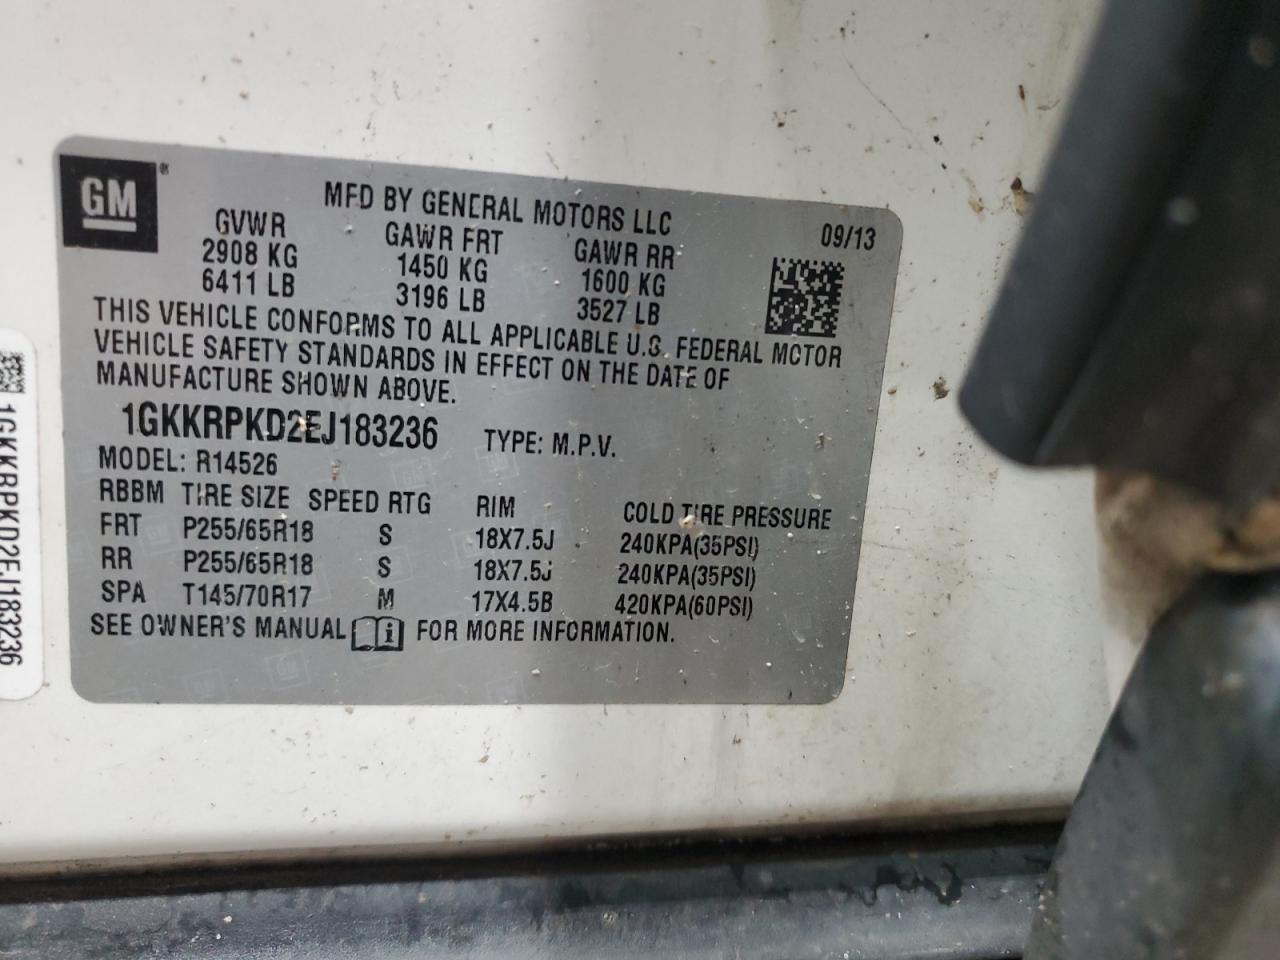 GM ®
MFD BY GENERAL MOTORS LLC
09/13
GVWR GAWR FRT GAWR RR
2908 KG 1450 KG 1600 KG
6411 LB 3196 LB 3527 LB
THIS VEHICLE CONFORMS TO ALL APPLICABLE U.S. FEDERAL MOTOR
VEHICLE SAFETY STANDARDS IN EFFECT ON THE DATE OF
MANUFACTURE SHOWN ABOVE.
1GKKRPKD2EJ183236 TYPE: M.P.V.
MODEL: R14526
RBBM TIRE SIZE SPEED RTG RIM COLD TIRE PRESSURE
FRT P255/65R18 S 18X7.5J 240KPA(35PSI)
RR P255/65R18 S 18X7.5J 240KPA(35PSI)
SPA T145/70R17 M 17X4.5B 420KPA(60PSI)
SEE OWNER'S MANUAL i FOR MORE INFORMATION.
1GKKRPKD2EJ183236